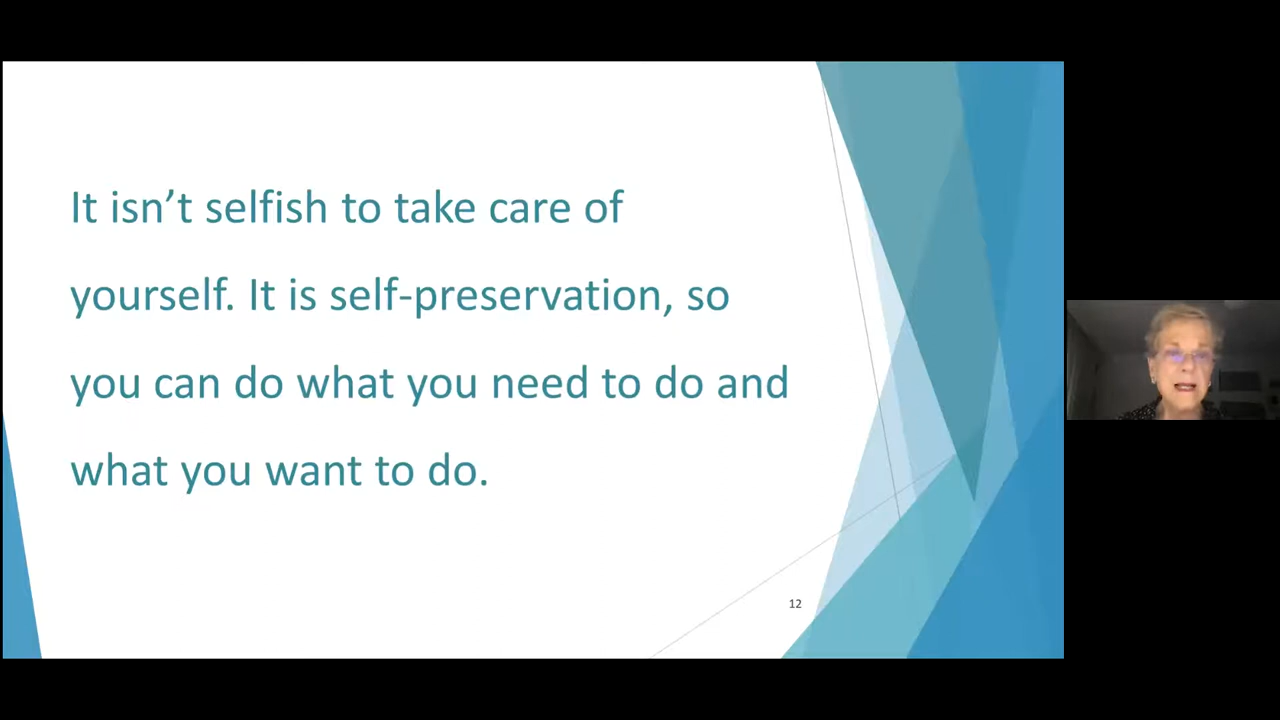 It isn’t selfish to take care of
yourself. It is self-preservation, so
you can do what you need to do and
what you want to do.
12